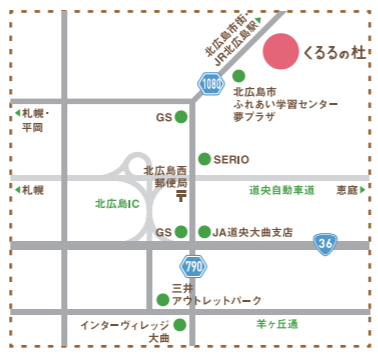 北広島市街・
JR北広島駅
くるるの杜
1080
北広島市
ふれあい学習センター
夢プラザ
札幌・
平岡
GS
SERIO
北広島西
郵便局
〒
札幌
道央自動車道
恵庭
北広島IC
GS
JA道央大曲支店
36
790
三井
アウトレットパーク
インターヴィレッジ
大曲
羊ヶ丘通